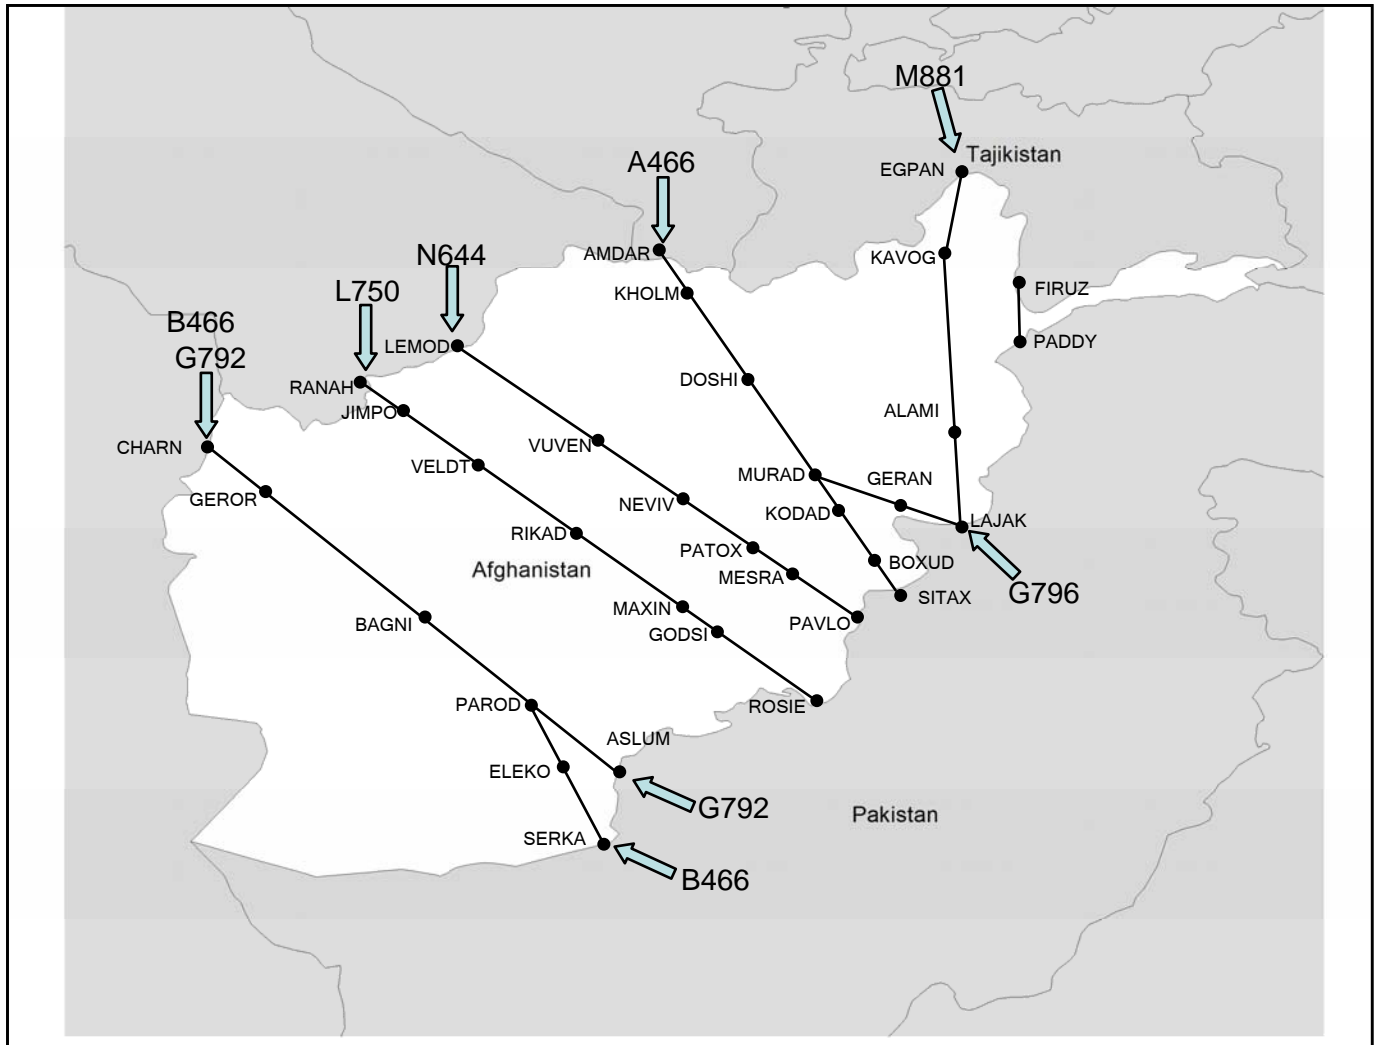 M881
Tajikistan
EGPAN
A466
AMDAR
KAVOG
N644
KHOLM
FIRUZ
L750
B466
PADDY
LEMOD
G792
RANAH
DOSHI
JIMPO
ALAMI
CHARN
VUVEN
VELDT
MURAD
GERAN
GEROR
NEVIV
KODAD
LAJAK
RIKAD
PATOX
BOXUD
Afghanistan
MESRA
G796
SITAX
MAXIN
BAGNI
PAVLO
GODSI
PAROD
ROSIE
ASLUM
ELEKO
G792
Pakistan
SERKA
B466